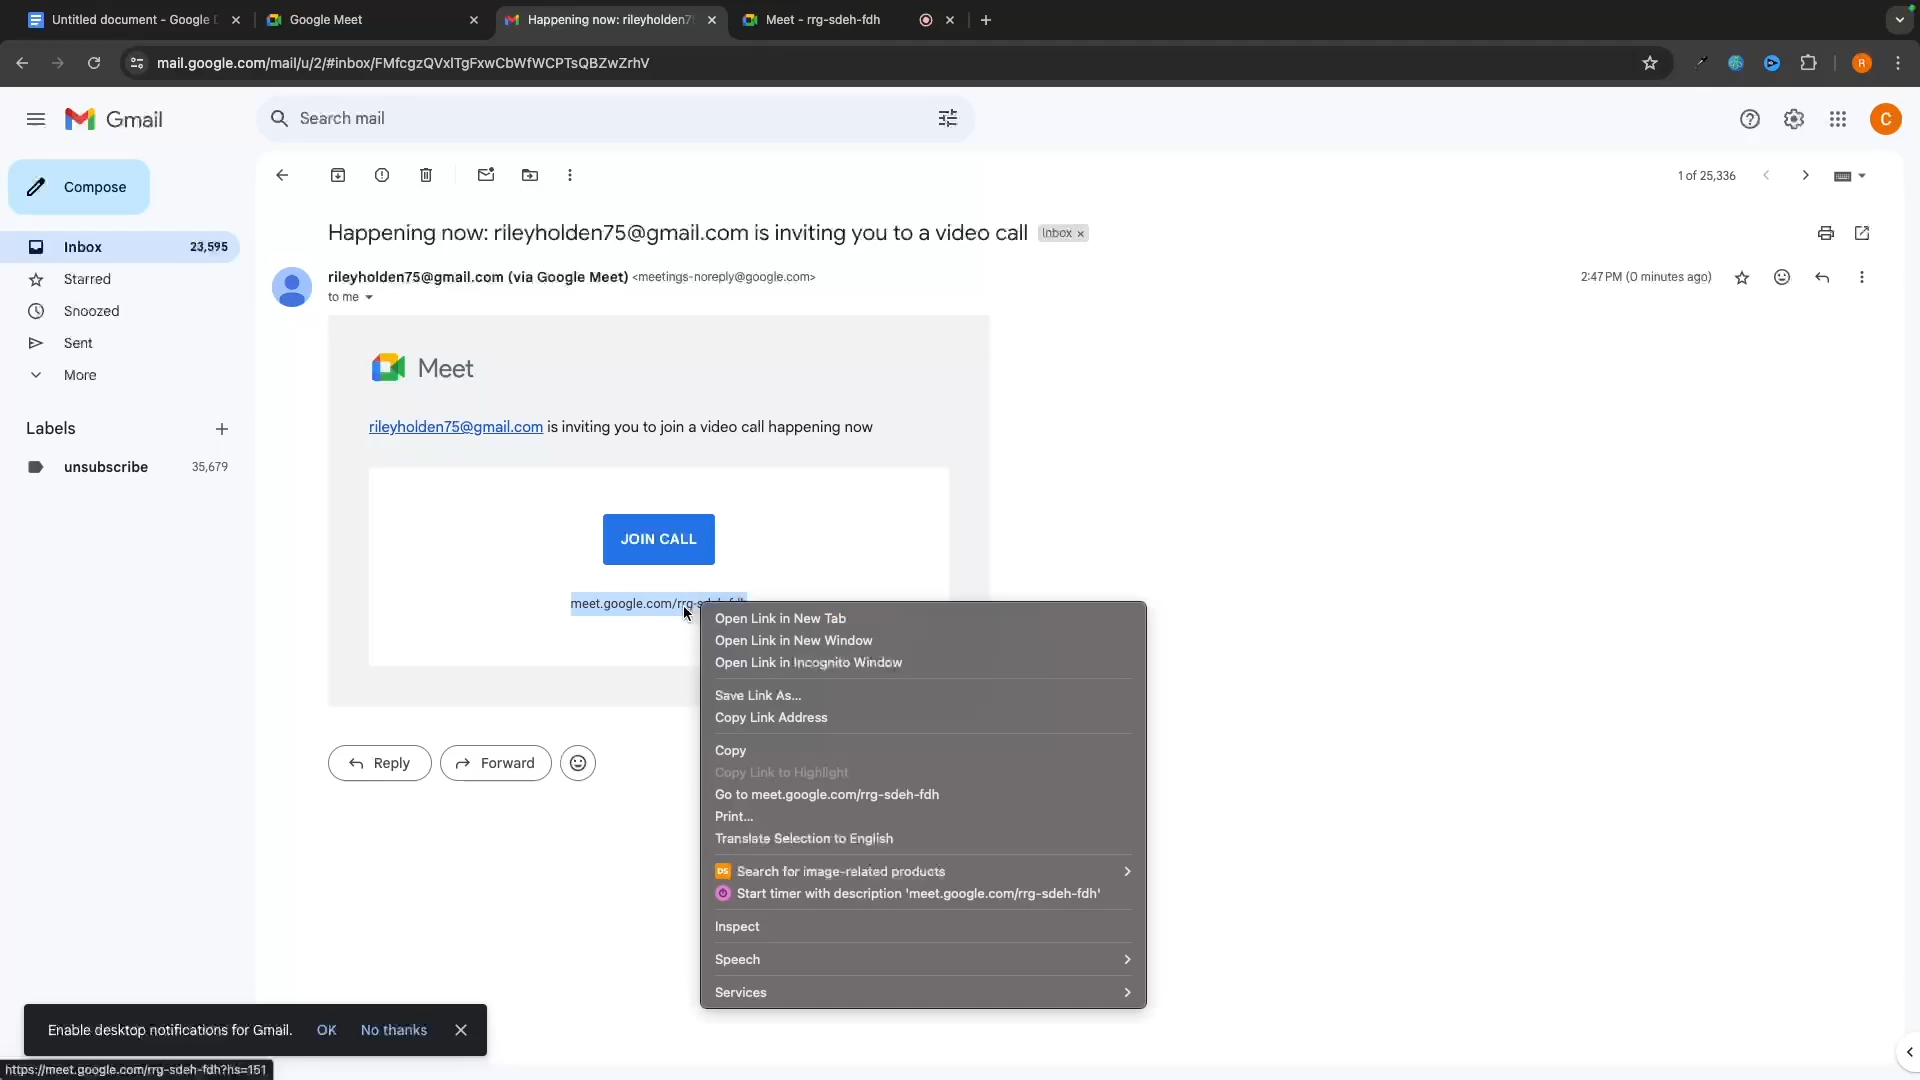 Untitled document - Google D
Google Meet
Happening now: rileyholden7
Meet - rrg-sdeh-fdh
mail.google.com/mail/u/2/#inbox/FMfcgzQVxlTgFxwCbWfWCPTsQBZwZrhV
R
Gmail
Search mail
C
Compose
1 of 25,336
Inbox 23,595
Starred
Snoozed
Sent
More
Labels
unsubscribe 35,679
Happening now: rileyholden75@gmail.com is inviting you to a video call Inbox x
rileyholden75@gmail.com (via Google Meet) <meetings-noreply@google.com>
2:47 PM (0 minutes ago)
to me
Meet
rileyholden75@gmail.com is inviting you to join a video call happening now
JOIN CALL
meet.google.com/rrg-sdeh-fdh
Open Link in New Tab
Open Link in New Window
Open Link in Incognito Window
Save Link As...
Copy Link Address
Copy
Copy Link to Highlight
Go to meet.google.com/rrg-sdeh-fdh
Print...
Translate Selection to English
DS Search for image-related products
Start timer with description 'meet.google.com/rrg-sdeh-fdh'
Inspect
Speech
Services
Reply
Forward
Enable desktop notifications for Gmail. OK No thanks
https://meet.google.com/rrg-sdeh-fdh?hs=151